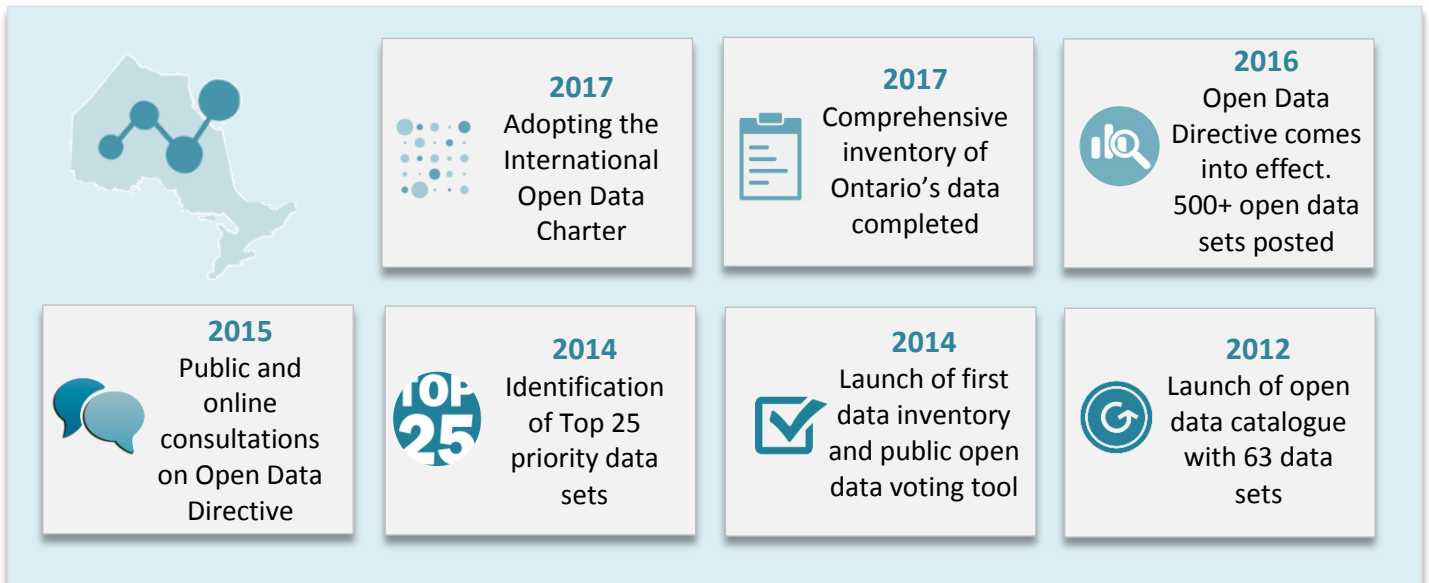 2017
Adopting the
International
Open Data
Charter
2017
Comprehensive
inventory of
Ontario’s data
completed
2016
Open Data
Directive comes
into effect.
500+ open data
sets posted
2015
Public and
online
consultations
on Open Data
Directive
TOP
25
2014
Identification
of Top 25
priority data
sets
2014
Launch of first
data inventory
and public open
data voting tool
2012
Launch of open
data catalogue
with 63 data
sets